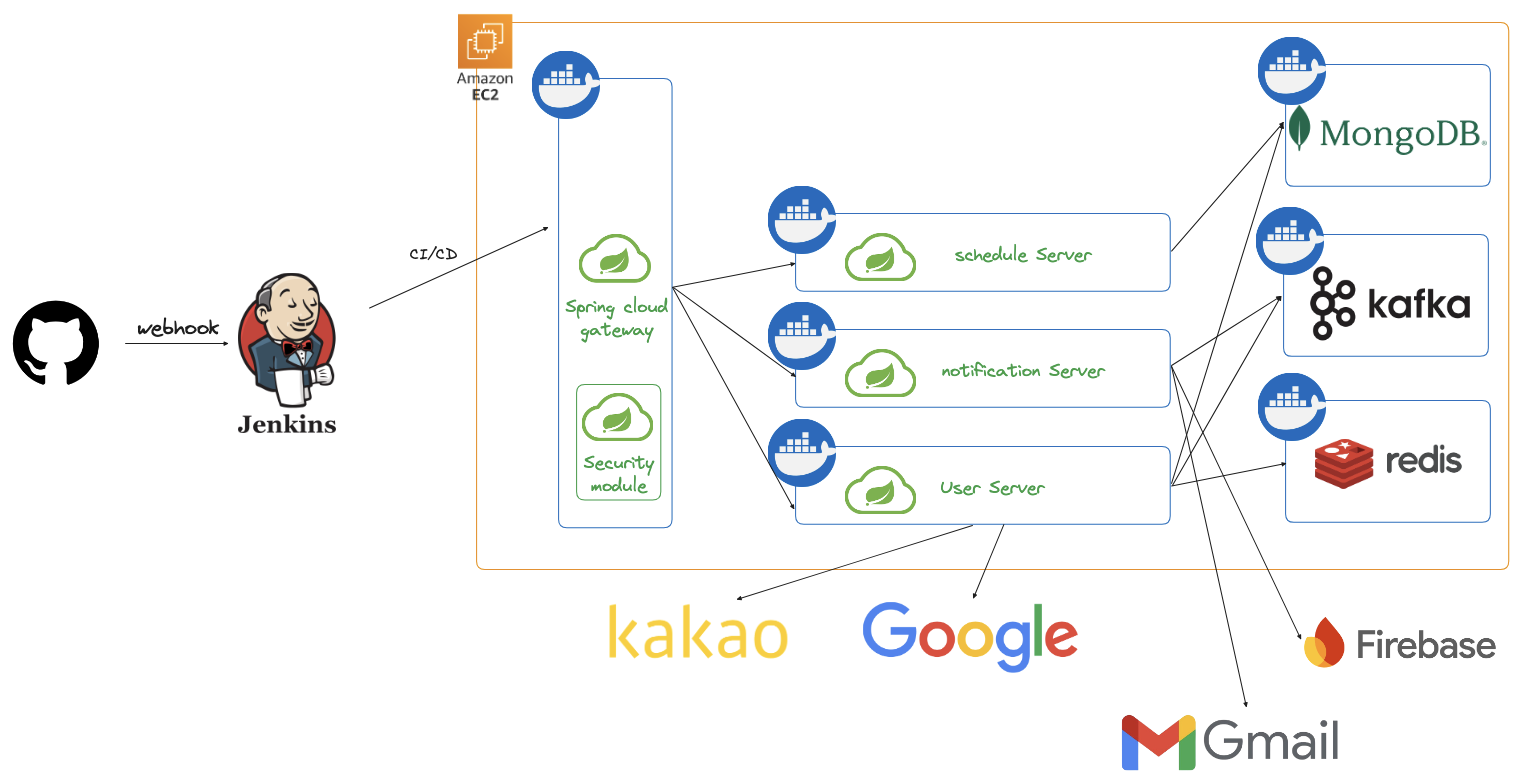 Amazon
EC2
webhook
Jenkins
CI/CD
Spring cloud
gateway
Security
module
schedule Server
notification Server
User Server
MongoDB®
kafka
redis
kakao
Google
Firebase
Gmail